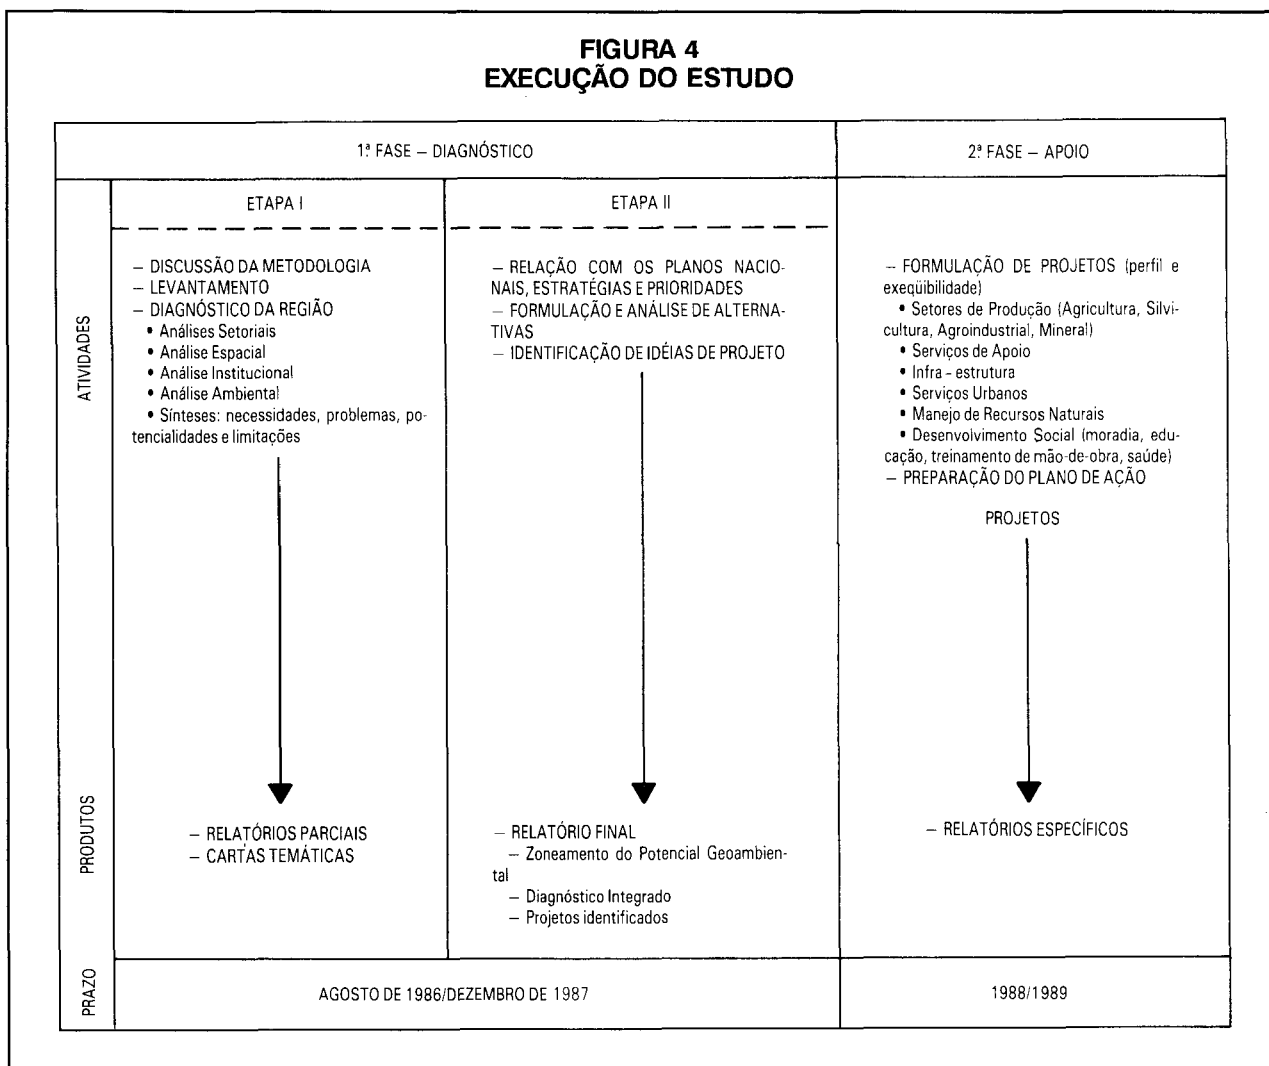 FIGURA 4
EXECUÇÃO DO ESTUDO
1ª FASE – DIAGNÓSTICO
2ª FASE – APOIO
ATIVIDADES
ETAPA I
– DISCUSSÃO DA METODOLOGIA
– LEVANTAMENTO
– DIAGNÓSTICO DA REGIÃO
• Análises Setoriais
• Análise Espacial
• Análise Institucional
• Análise Ambiental
• Sínteses: necessidades, problemas, po-
tencialidades e limitações
ETAPA II
– RELAÇÃO COM OS PLANOS NACIO-
NAIS, ESTRATÉGIAS E PRIORIDADES
– FORMULAÇÃO E ANÁLISE DE ALTERNA-
TIVAS
– IDENTIFICAÇÃO DE IDÉIAS DE PROJETO
– FORMULAÇÃO DE PROJETOS (perfil e
exeqüibilidade)
• Setores de Produção (Agricultura, Silvi-
cultura, Agroindustrial, Mineral)
• Serviços de Apoio
• Infra - estrutura
• Serviços Urbanos
• Manejo de Recursos Naturais
• Desenvolvimento Social (moradia, edu-
cação, treinamento de mão-de-obra, saúde)
– PREPARAÇÃO DO PLANO DE AÇÃO
PROJETOS
PRODUTOS
– RELATÓRIOS PARCIAIS
– CARTAS TEMÁTICAS
– RELATÓRIO FINAL
– Zoneamento do Potencial Geoambien-
tal
– Diagnóstico Integrado
– Projetos identificados
– RELATÓRIOS ESPECÍFICOS
PRAZO
AGOSTO DE 1986/DEZEMBRO DE 1987
1988/1989